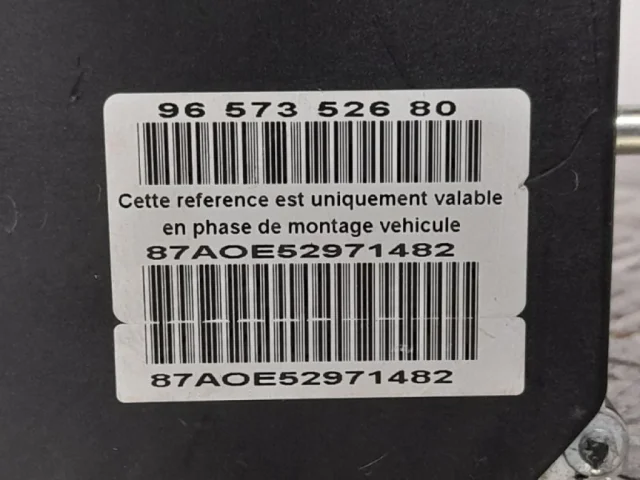 96 573 526 80
Cette reference est uniquement valable
en phase de montage vehicule
87AOE52971482
87AOE52971482